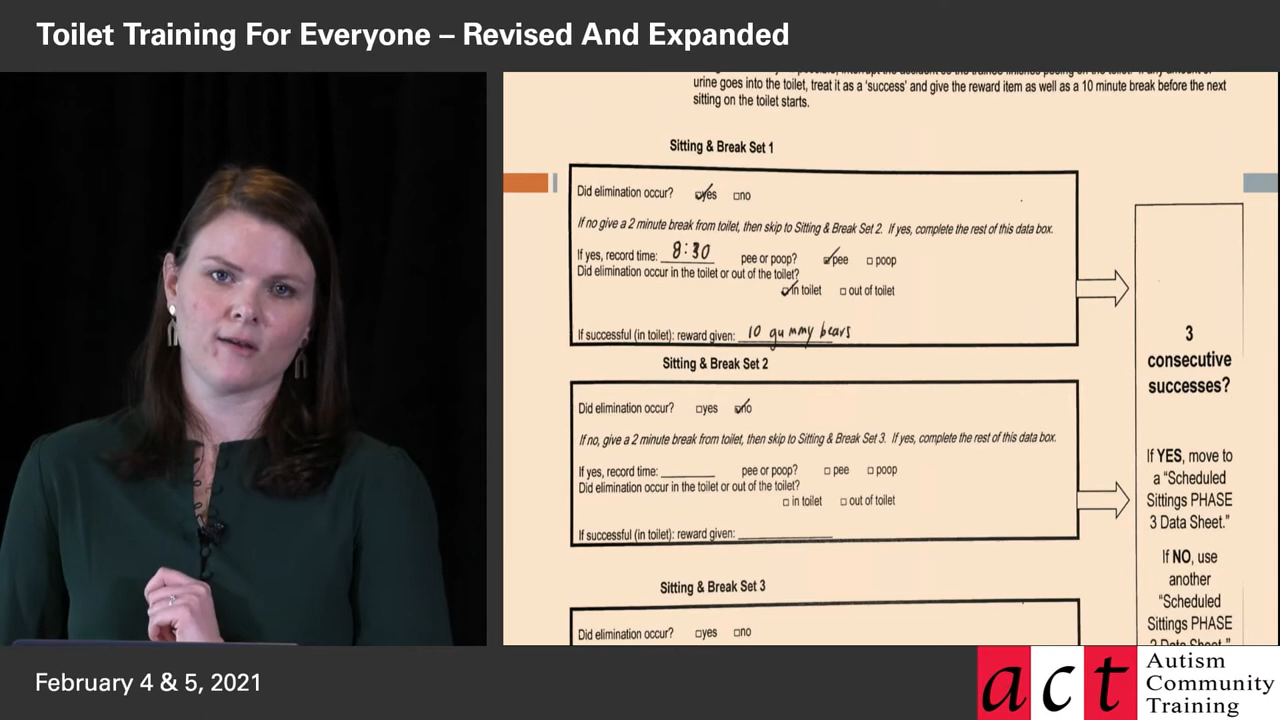 Toilet Training For Everyone – Revised And Expanded
urine goes into the toilet, treat it as a 'success' and give the reward item as well as a 10 minute break before the next
sitting on the toilet starts.
Sitting & Break Set 1
Did elimination occur? □yes □no
If no give a 2 minute break from toilet, then skip to Sitting & Break Set 2. If yes, complete the rest of this data box.
If yes, record time: 8:30 pee or poop? □pee □poop
Did elimination occur in the toilet or out of the toilet?
□in toilet □ out of toilet
If successful (in toilet): reward given: 10 gummy bears
Sitting & Break Set 2
Did elimination occur? □yes □no
If no, give a 2 minute break from toilet, then skip to Sitting & Break Set 3. If yes, complete the rest of this data box.
If yes, record time: ________ pee or poop? □ pee □ poop
Did elimination occur in the toilet or out of the toilet?
□ in toilet □ out of toilet
If successful (in toilet): reward given: ______________
Sitting & Break Set 3
Did elimination occur? □yes □no
3
consecutive
successes?
If YES, move to
a "Scheduled
Sittings PHASE
3 Data Sheet."
If NO, use
another
"Scheduled
Sittings PHASE
2 Data Sheet."
February 4 & 5, 2021
act
Autism
Community
Training